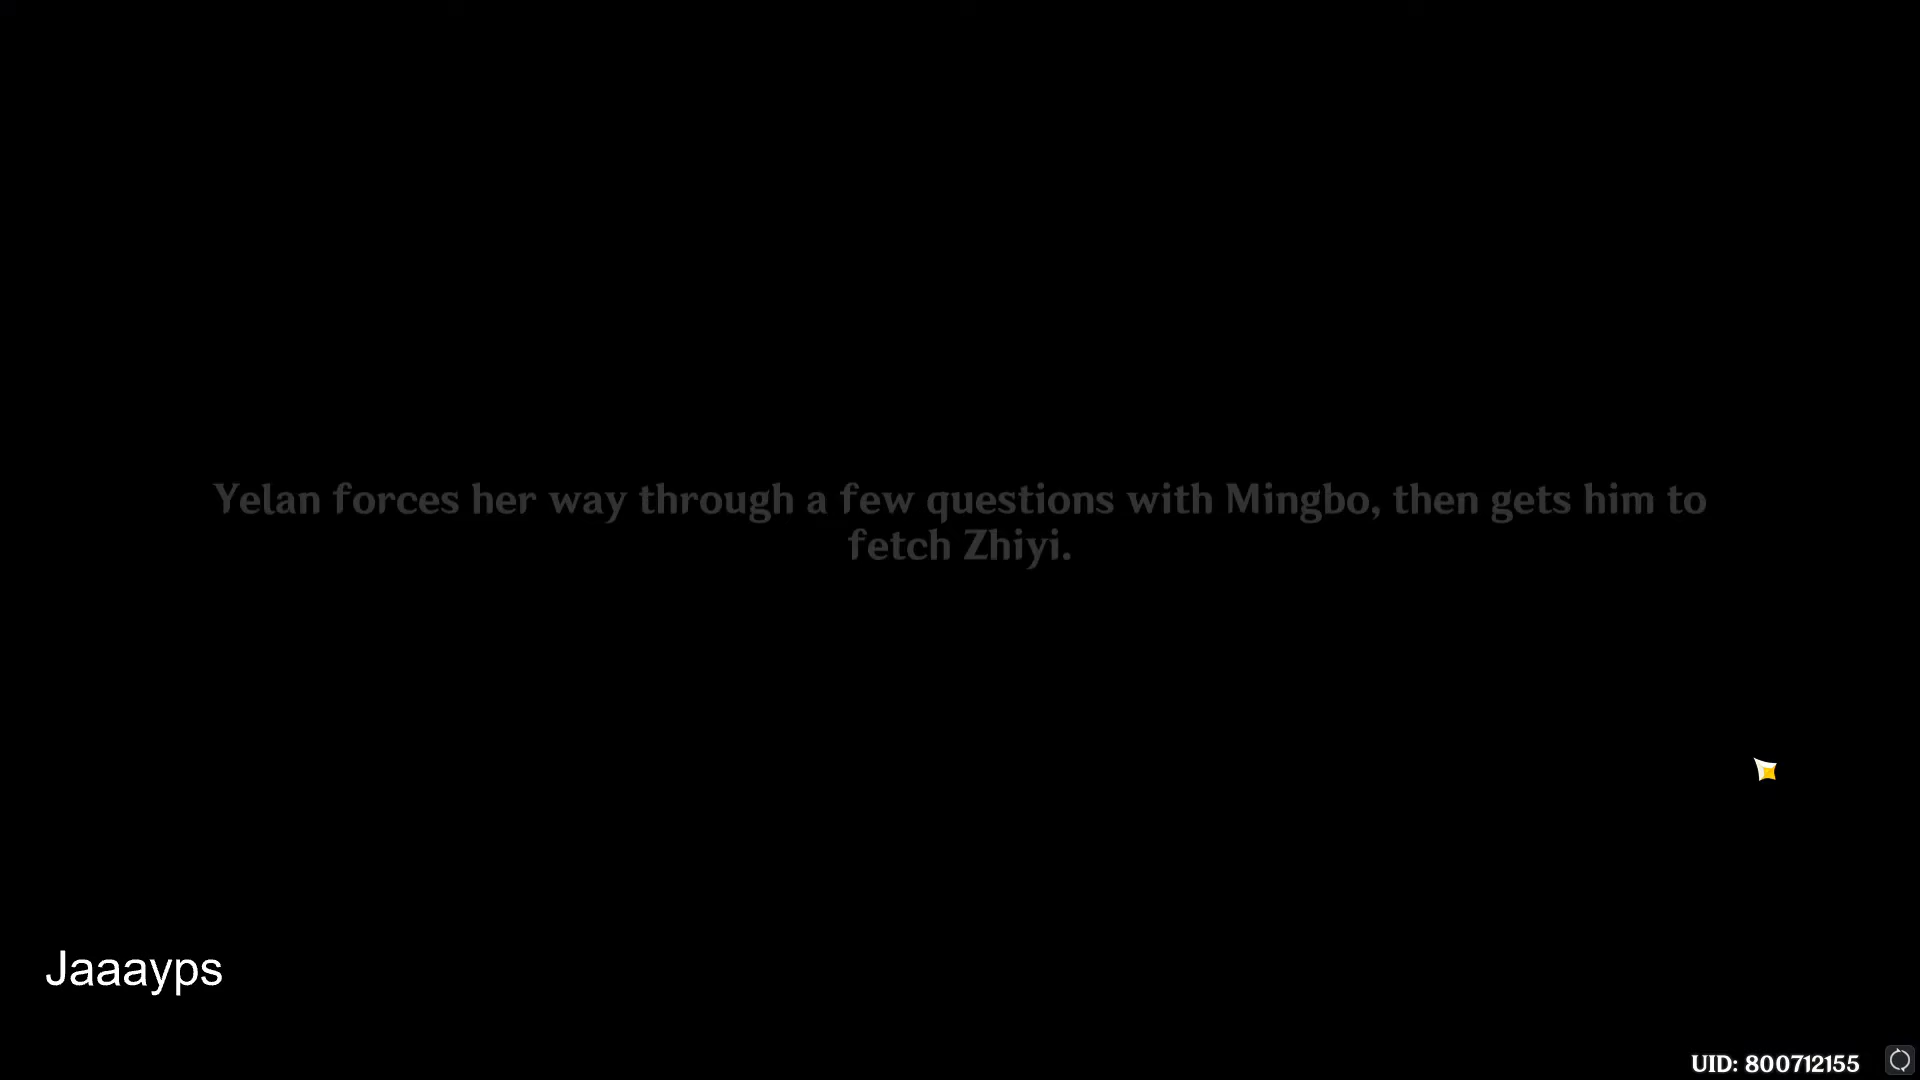 Yelan forces her way through a few questions with Mingbo, then gets him to
fetch Zhiyi.
Jaaayps
UID: 800712155